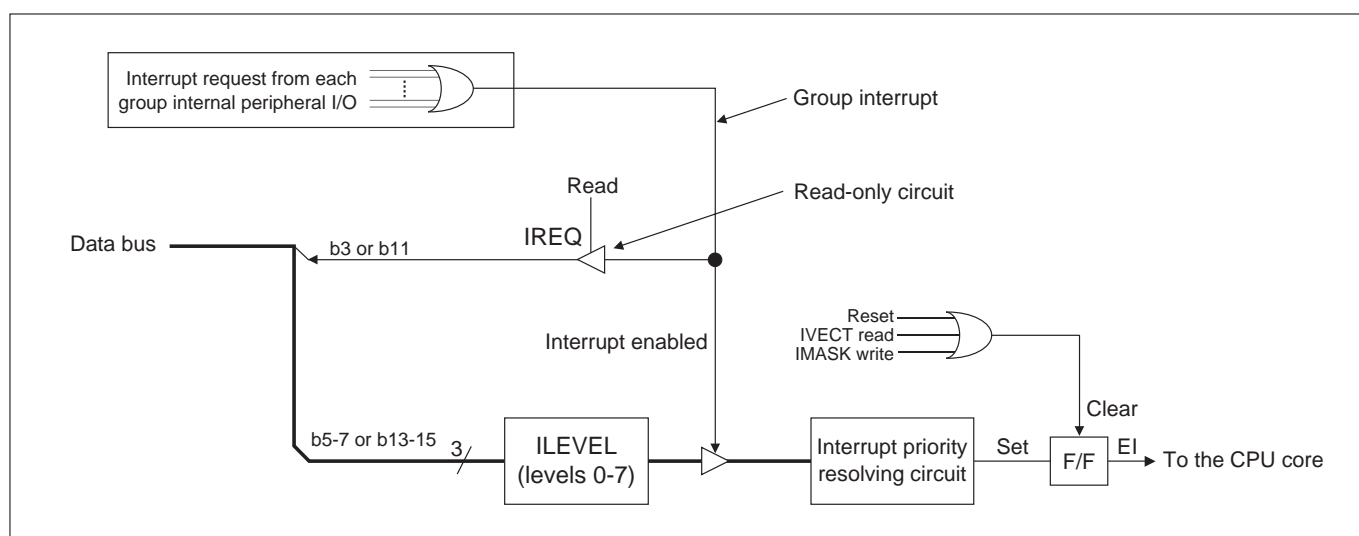 Interrupt request from each
group internal peripheral I/O
Group interrupt
Read
Read-only circuit
IREQ
Data bus
b3 or b11
Interrupt enabled
Reset
IVECT read
IMASK write
Clear
b5-7 or b13-15
3
ILEVEL
(levels 0-7)
Interrupt priority
resolving circuit
Set
F/F
EI
To the CPU core